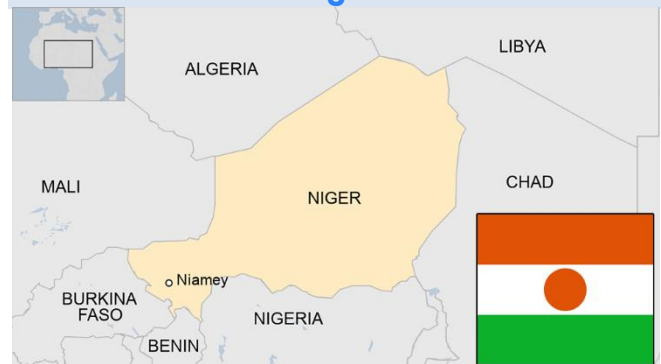 LIBYA
ALGERIA
MALI
NIGER
CHAD
Niamey
BURKINA
FASO
NIGERIA
BENIN